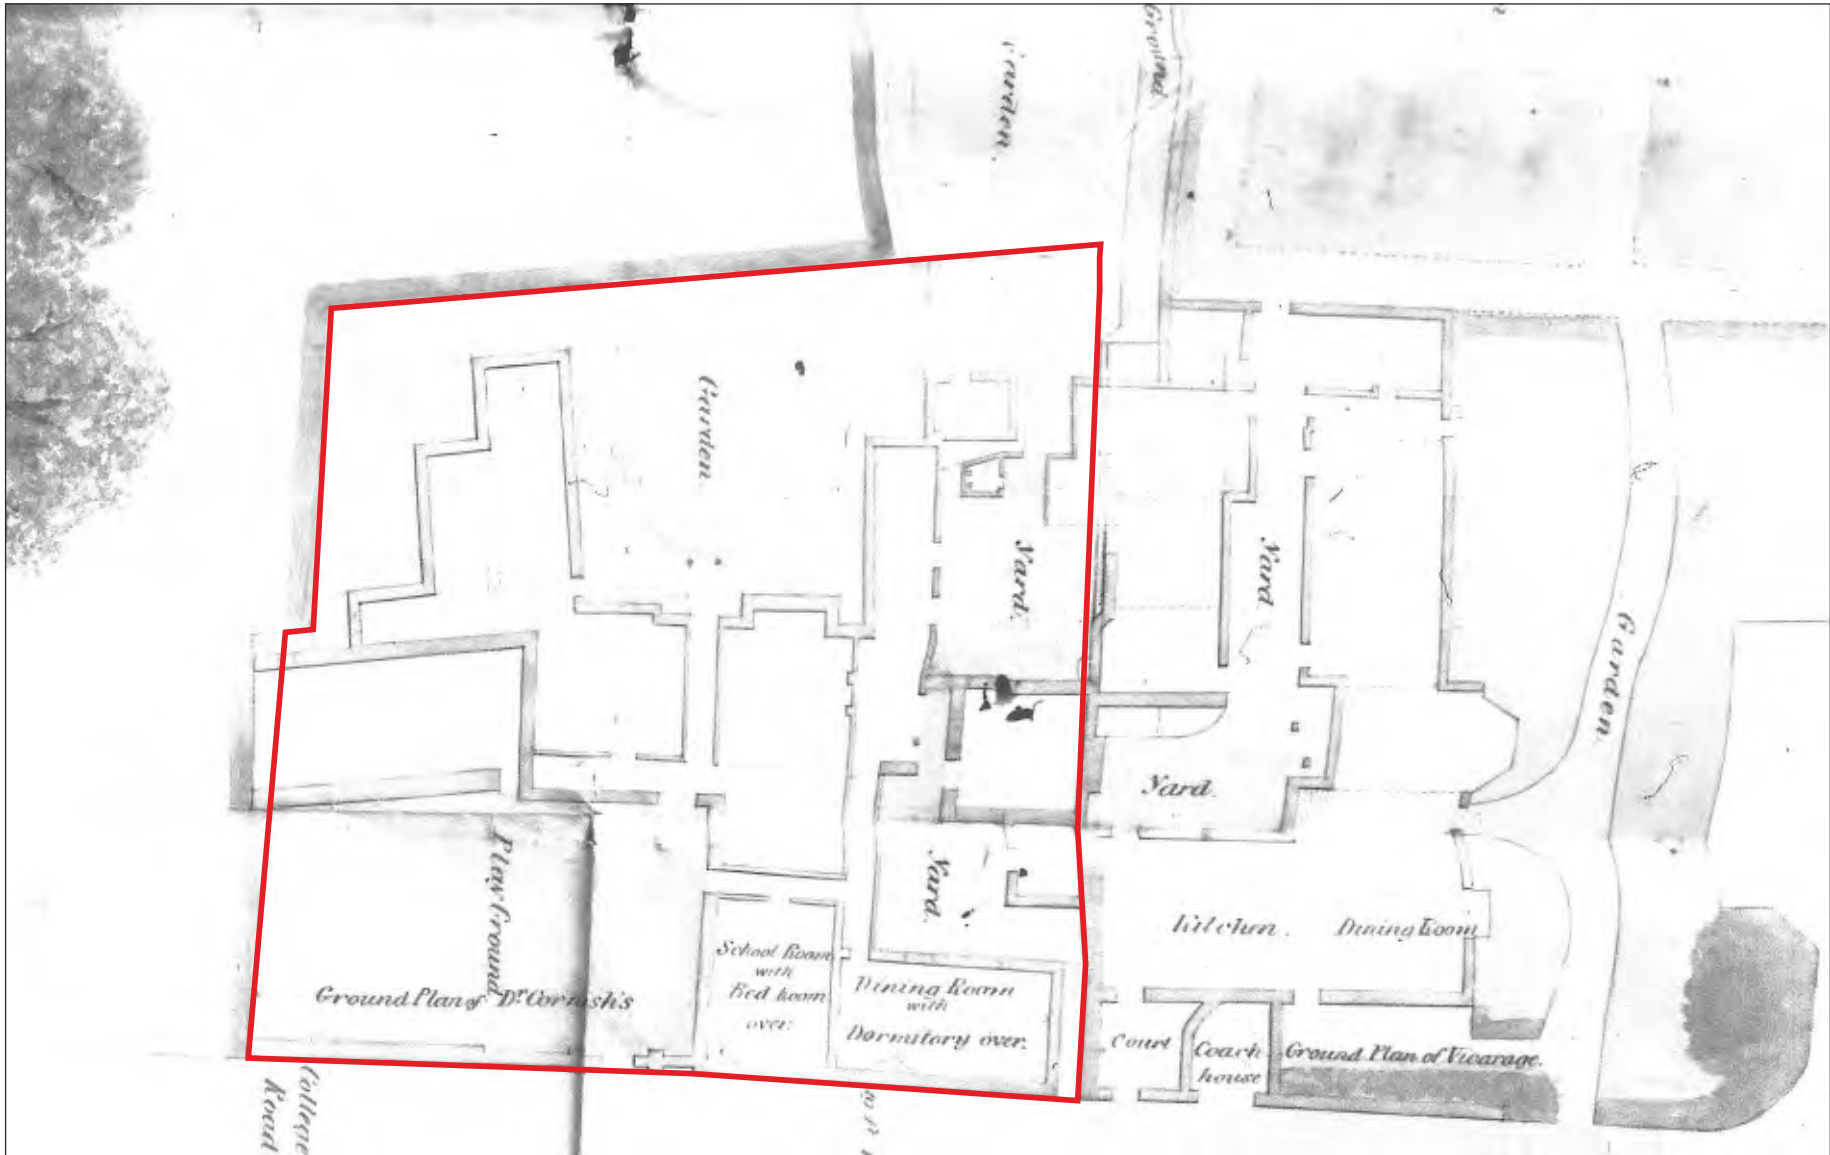 Garden.
Ground
Garden.
Yard.
Yard.
Garden.
Yard.
Play Ground
Yard.
Kitchen.
Dining Room
School Room
with
Bed Room
over.
Dining Room
with
Dormitory over.
Ground Plan of Dr. Cornish's
Court
Coach
house
Ground Plan of Vicarage.
College
Road